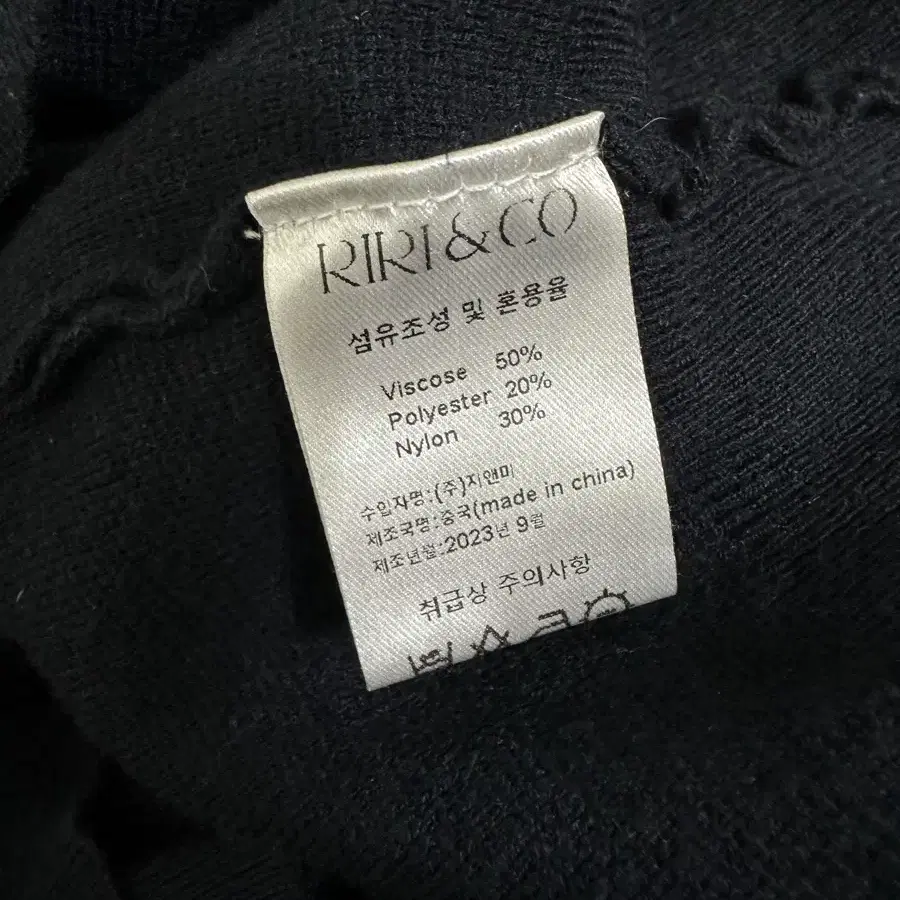 RIRI&CO
섬유조성 및 혼용율
Viscose 50%
Polyester 20%
Nylon 30%
수입자명:(주)지앤미
제조국명:중국(made in china)
제조년월:2023년 9월
취급상 주의사항